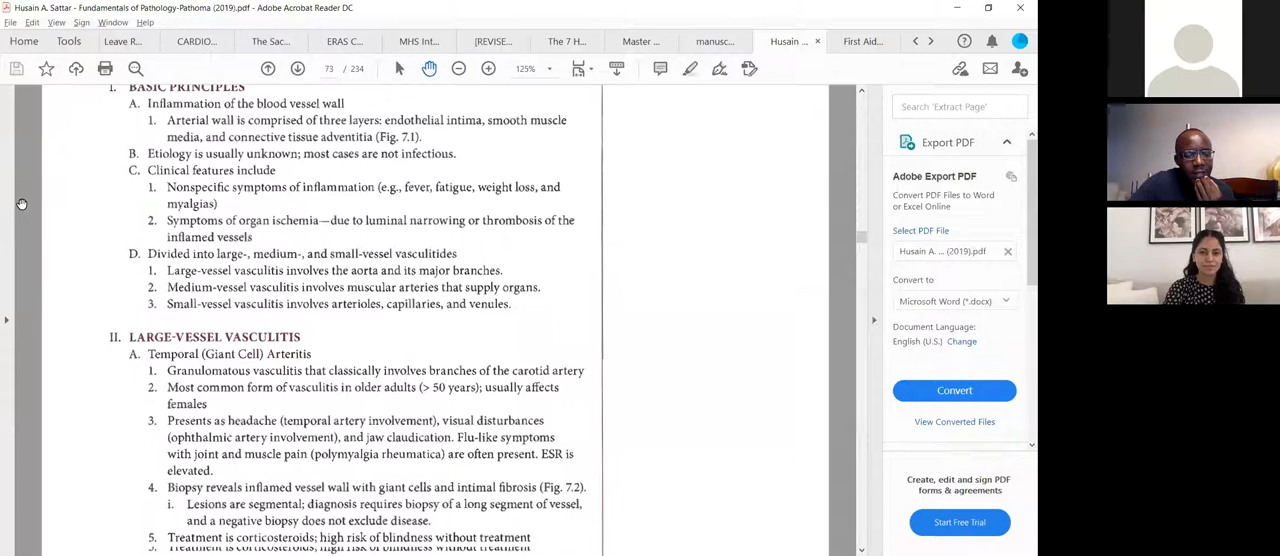 Husain A. Sattar - Fundamentals of Pathology-Pathoma (2019).pdf - Adobe Acrobat Reader DC
File Edit View Sign Window Help
Home Tools Leave R... CARDIO... The Sac... ERAS C... MHS Int... [REVISE... The 7 H... Master ... manusc... Husain ... × First Aid...
73 / 234 125%
I. BASIC PRINCIPLES
A. Inflammation of the blood vessel wall
1. Arterial wall is comprised of three layers: endothelial intima, smooth muscle
media, and connective tissue adventitia (Fig. 7.1).
B. Etiology is usually unknown; most cases are not infectious.
C. Clinical features include
1. Nonspecific symptoms of inflammation (e.g., fever, fatigue, weight loss, and
myalgias)
2. Symptoms of organ ischemia—due to luminal narrowing or thrombosis of the
inflamed vessels
D. Divided into large-, medium-, and small-vessel vasculitides
1. Large-vessel vasculitis involves the aorta and its major branches.
2. Medium-vessel vasculitis involves muscular arteries that supply organs.
3. Small-vessel vasculitis involves arterioles, capillaries, and venules.
II. LARGE-VESSEL VASCULITIS
A. Temporal (Giant Cell) Arteritis
1. Granulomatous vasculitis that classically involves branches of the carotid artery
2. Most common form of vasculitis in older adults (> 50 years); usually affects
females
3. Presents as headache (temporal artery involvement), visual disturbances
(ophthalmic artery involvement), and jaw claudication. Flu-like symptoms
with joint and muscle pain (polymyalgia rheumatica) are often present. ESR is
elevated.
4. Biopsy reveals inflamed vessel wall with giant cells and intimal fibrosis (Fig. 7.2).
i. Lesions are segmental; diagnosis requires biopsy of a long segment of vessel,
and a negative biopsy does not exclude disease.
5. Treatment is corticosteroids; high risk of blindness without treatment
Search 'Extract Page'
Export PDF
Adobe Export PDF
Convert PDF Files to Word
or Excel Online
Select PDF File
Husain A. ... (2019).pdf
Convert to
Microsoft Word (*.docx)
Document Language:
English (U.S.) Change
Convert
View Converted Files
Create, edit and sign PDF
forms & agreements
Start Free Trial